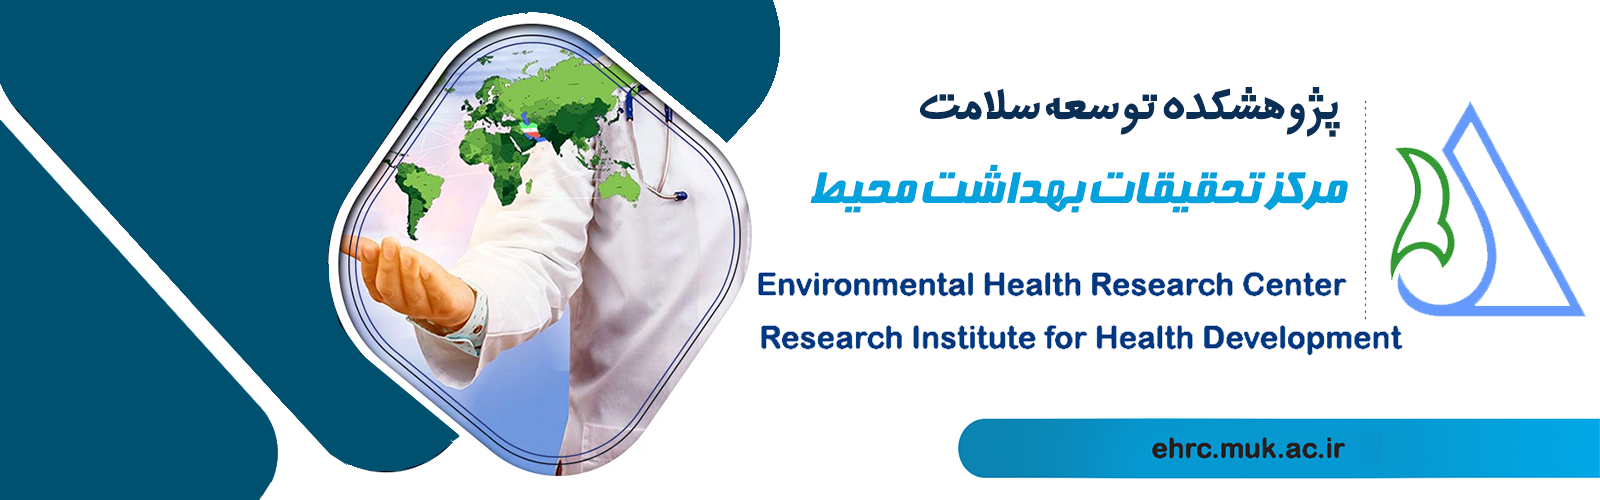 پژوهشکده توسعه سلامت
مرکز تحقیقات بهداشت محیط
Environmental Health Research Center
Research Institute for Health Development
ehrc.muk.ac.ir